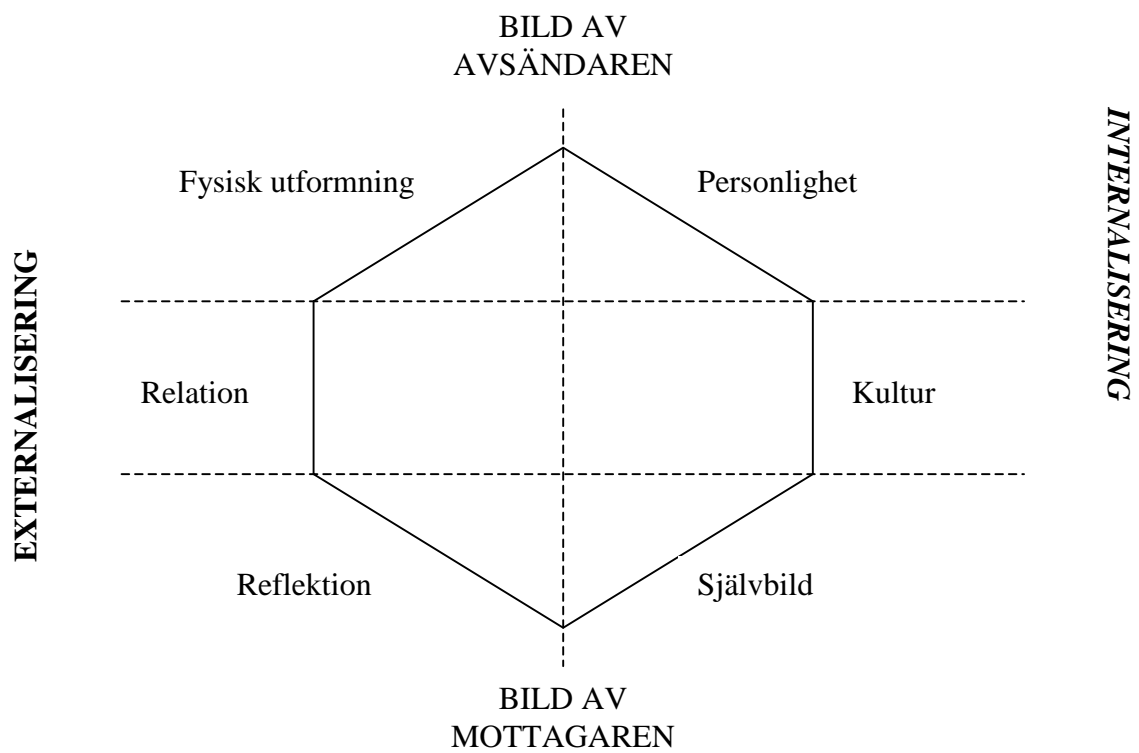 BILD AV
AVSÄNDAREN
Fysisk utformning
Personlighet
INTERNALISERING
EXTERNALISERING
Relation
Kultur
Reflektion
Självbild
BILD AV
MOTTAGAREN